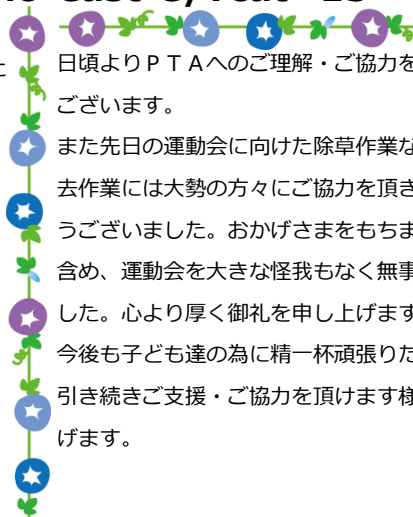 日頃よりＰＴＡへのご理解・ご協力を
ございます。
また先日の運動会に向けた除草作業な
去作業には大勢の方々にご協力を頂き
うございました。おかげさまをもちま
含め、運動会を大きな怪我もなく無事
した。心より厚く御礼を申し上げます
今後も子ども達の為に精一杯頑張りた
引き続きご支援・ご協力を頂けます様
げます。